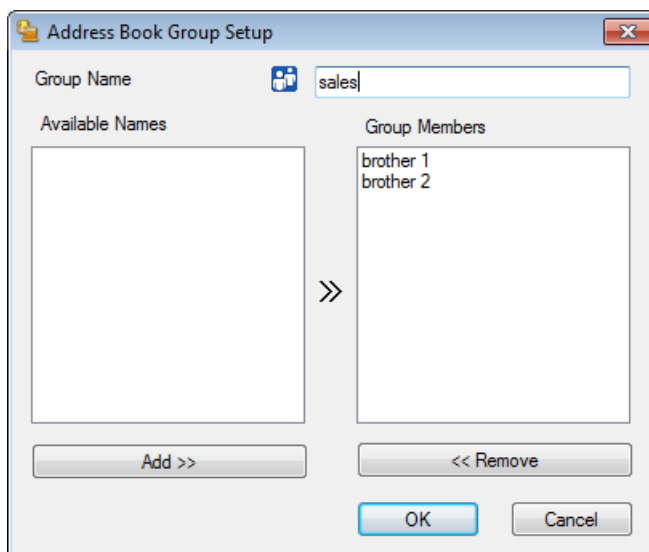 Address Book Group Setup
Group Name
sales
Available Names
Group Members
brother 1
brother 2
Add >>
<< Remove
OK
Cancel